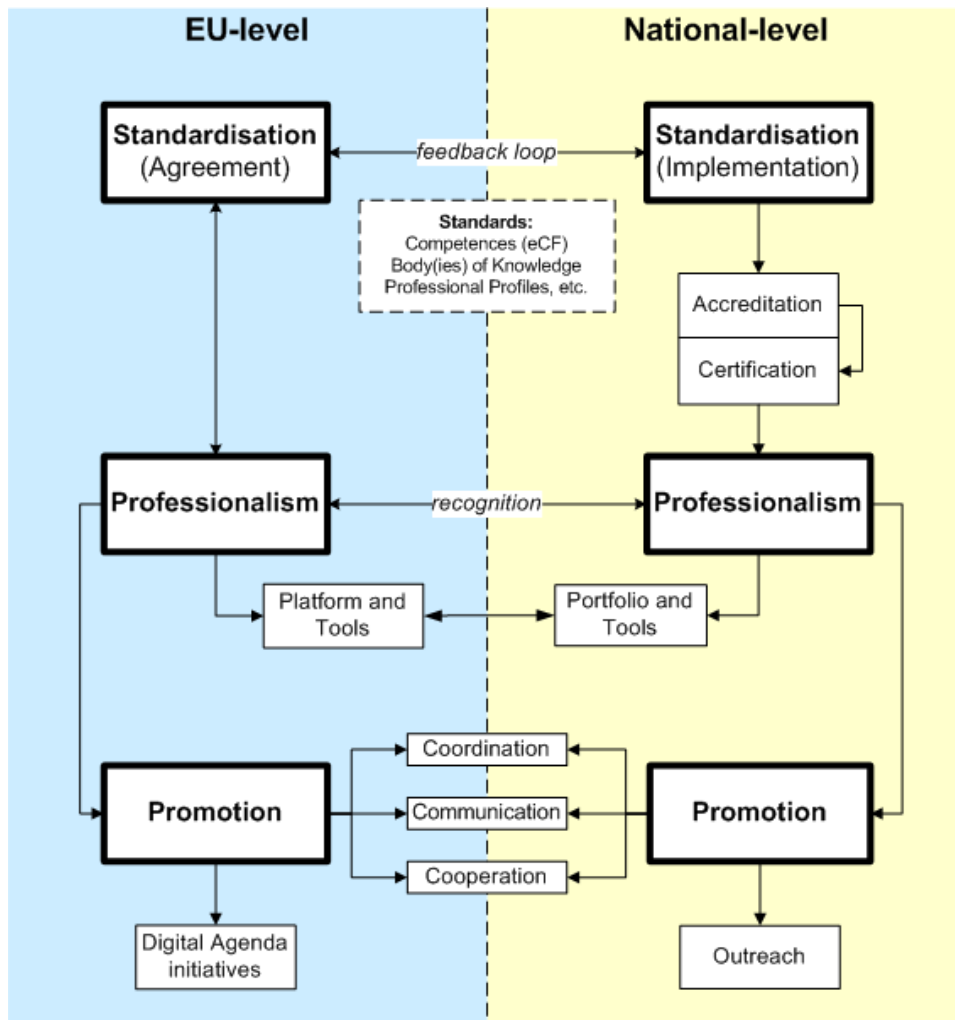 EU-level
National-level
Standardisation
(Agreement)
feedback loop
Standardisation
(Implementation)
Standards:
Competences (eCF)
Body(ies) of Knowledge
Professional Profiles, etc.
Accreditation
Certification
Professionalism
recognition
Professionalism
Platform and
Tools
Portfolio and
Tools
Coordination
Promotion
Communication
Promotion
Cooperation
Digital Agenda
initiatives
Outreach